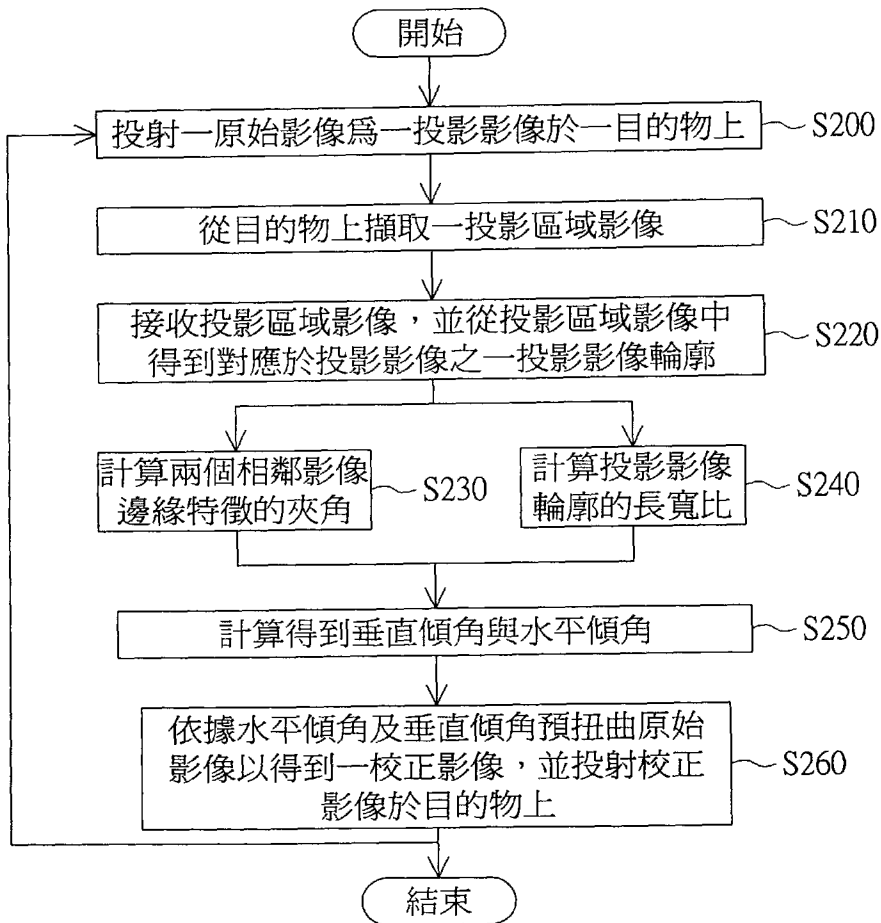 開始
投射一原始影像爲一投影影像於一目的物上
S200
從目的物上擷取一投影區域影像
S210
接收投影區域影像，並從投影區域影像中
得到對應於投影影像之一投影影像輪廓
S220
計算兩個相鄰影像
邊緣特徵的夾角
S230
計算投影影像
輪廓的長寬比
S240
計算得到垂直傾角與水平傾角
S250
依據水平傾角及垂直傾角預扭曲原始
影像以得到一校正影像，並投射校正
影像於目的物上
S260
結束